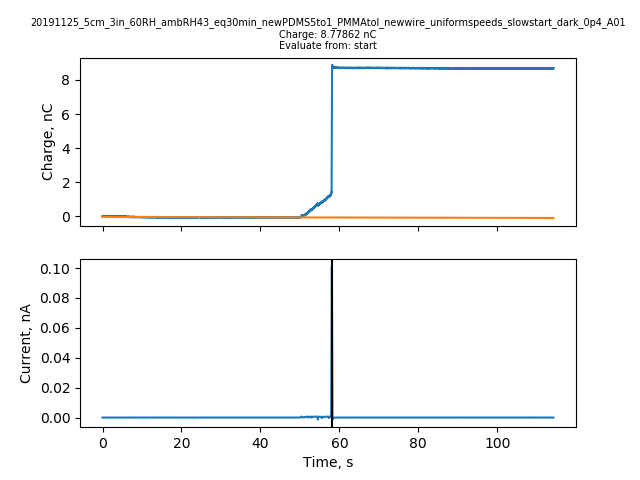 20191125_5cm_3in_60RH_ambRH43_eq30min_newPDMS5to1_PMMAtol_newwire_uniformspeeds_slowstart_dark_0p4_A01
Charge: 8.77862 nC
Evaluate from: start
8
6
4
2
0
Charge, nC
0.10
0.08
0.06
0.04
0.02
0.00
Current, nA
0 20 40 60 80 100
Time, s